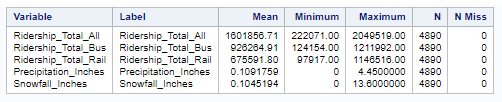 Variable Label Mean Minimum Maximum N N Miss
Ridership_Total_All Ridership_Total_All 1601856.71 222071.00 2049519.00 4890 0
Ridership_Total_Bus Ridership_Total_Bus 926264.91 124154.00 1211992.00 4890 0
Ridership_Total_Rail Ridership_Total_Rail 675591.80 97917.00 1146516.00 4890 0
Precipitation_Inches Precipitation_Inches 0.1091759 0 4.4500000 4890 0
Snowfall_Inches Snowfall_Inches 0.1045194 0 13.6000000 4890 0